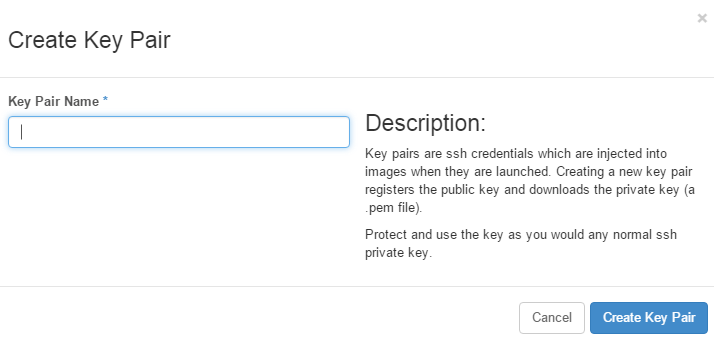 ×
Create Key Pair
Key Pair Name *
Description:
Key pairs are ssh credentials which are injected into
images when they are launched. Creating a new key pair
registers the public key and downloads the private key (a
.pem file).
Protect and use the key as you would any normal ssh
private key.
Cancel
Create Key Pair